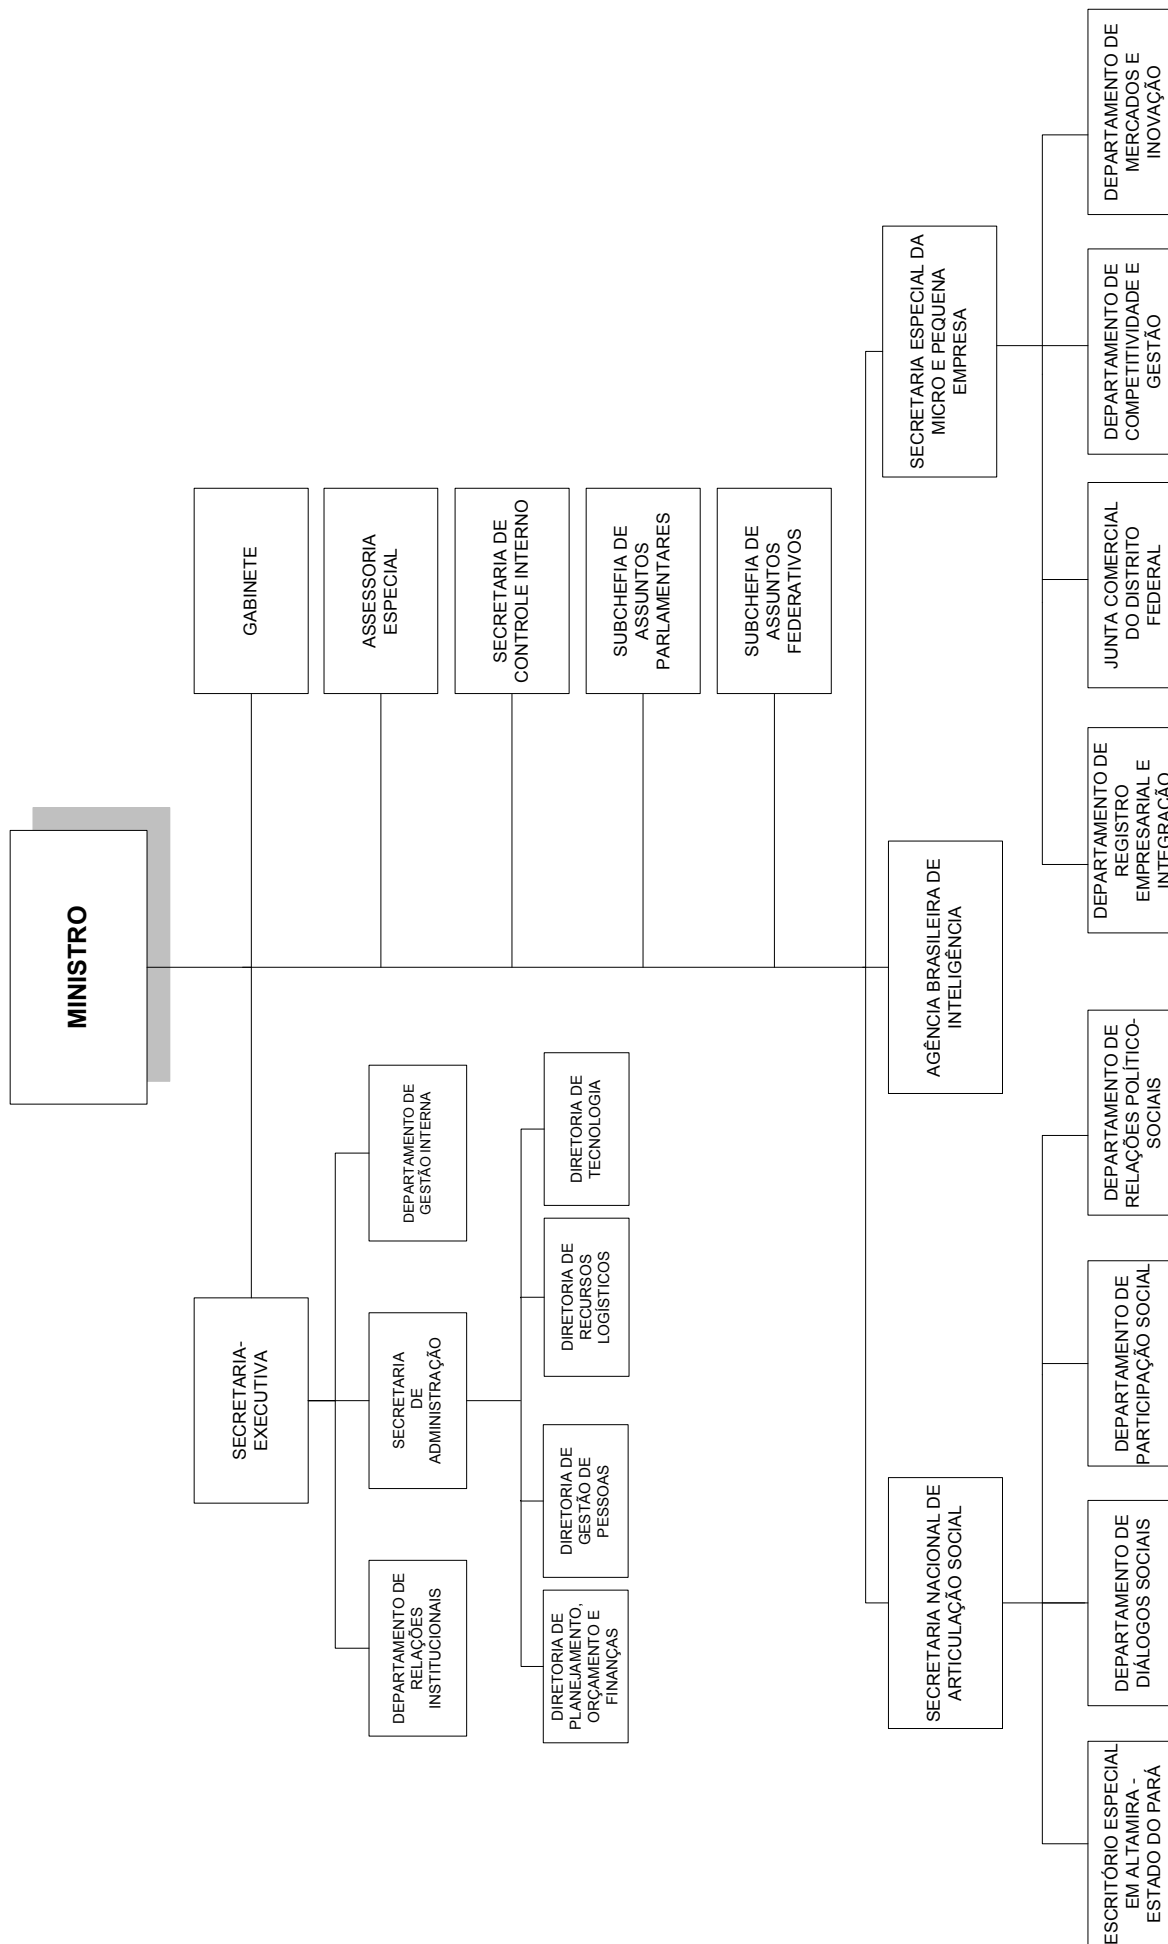 MINISTRO
GABINETE
ASSESSORIA
ESPECIAL
SECRETARIA DE
CONTROLE INTERNO
SUBCHEFIA DE
ASSUNTOS
PARLAMENTARES
SUBCHEFIA DE
ASSUNTOS
FEDERATIVOS
SECRETARIA-
EXECUTIVA
DEPARTAMENTO DE
RELAÇÕES
INSTITUCIONAIS
SECRETARIA
DE
ADMINISTRAÇÃO
DEPARTAMENTO DE
GESTÃO INTERNA
DIRETORIA DE
PLANEJAMENTO,
ORÇAMENTO E
FINANÇAS
DIRETORIA DE
GESTÃO DE
PESSOAS
DIRETORIA DE
RECURSOS
LOGÍSTICOS
DIRETORIA DE
TECNOLOGIA
SECRETARIA NACIONAL DE
ARTICULAÇÃO SOCIAL
AGÊNCIA BRASILEIRA DE
INTELIGÊNCIA
SECRETARIA ESPECIAL DA
MICRO E PEQUENA
EMPRESA
ESCRITÓRIO ESPECIAL
EM ALTAMIRA -
ESTADO DO PARÁ
DEPARTAMENTO DE
DIÁLOGOS SOCIAIS
DEPARTAMENTO DE
PARTICIPAÇÃO SOCIAL
DEPARTAMENTO DE
RELAÇÕES POLÍTICO-
SOCIAIS
DEPARTAMENTO DE
REGISTRO
EMPRESARIAL E
INTEGRAÇÃO
JUNTA COMERCIAL
DO DISTRITO
FEDERAL
DEPARTAMENTO DE
COMPETITIVIDADE E
GESTÃO
DEPARTAMENTO DE
MERCADOS E
INOVAÇÃO